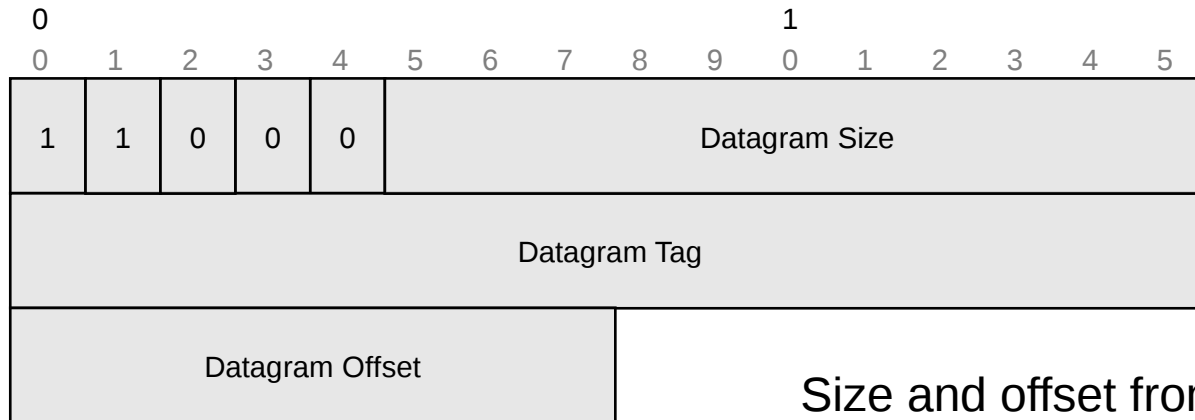 0 1
0 1 2 3 4 5 6 7 8 9 0 1 2 3 4 5
1 1 0 0 0 Datagram Size
Datagram Tag
Datagram Offset
Size and offset